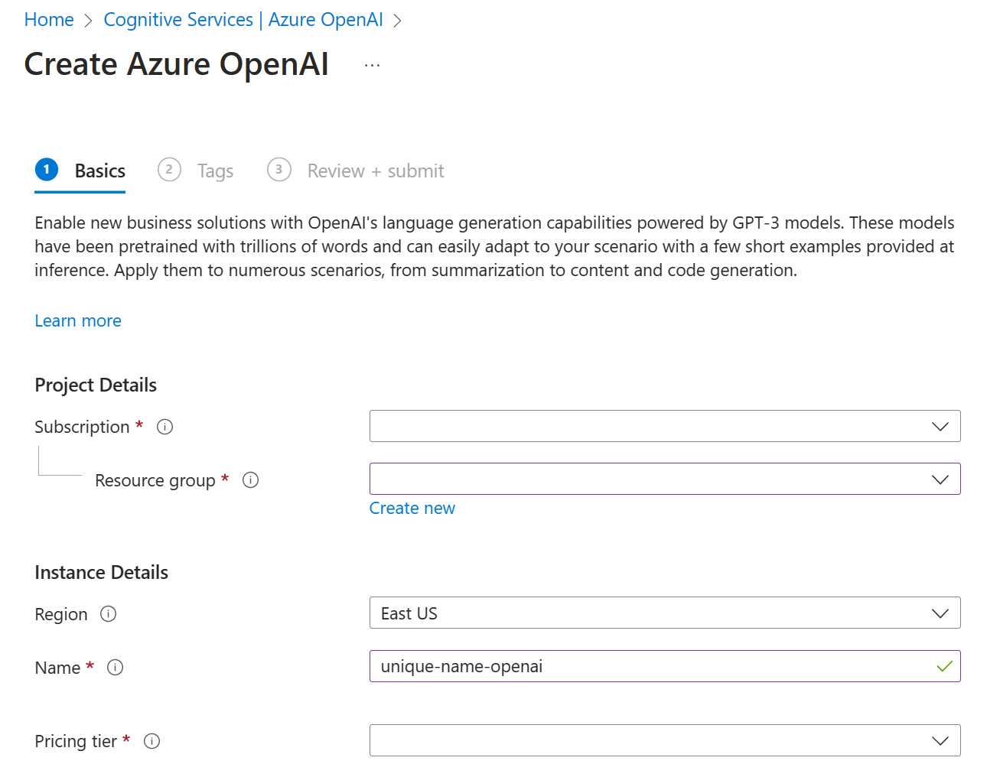 Home > Cognitive Services | Azure OpenAI >
Create Azure OpenAI ...
1 Basics 2 Tags 3 Review + submit
Enable new business solutions with OpenAI's language generation capabilities powered by GPT-3 models. These models
have been pretrained with trillions of words and can easily adapt to your scenario with a few short examples provided at
inference. Apply them to numerous scenarios, from summarization to content and code generation.
Learn more
Project Details
Subscription *
Resource group *
Create new
Instance Details
Region East US
Name * unique-name-openai
Pricing tier *